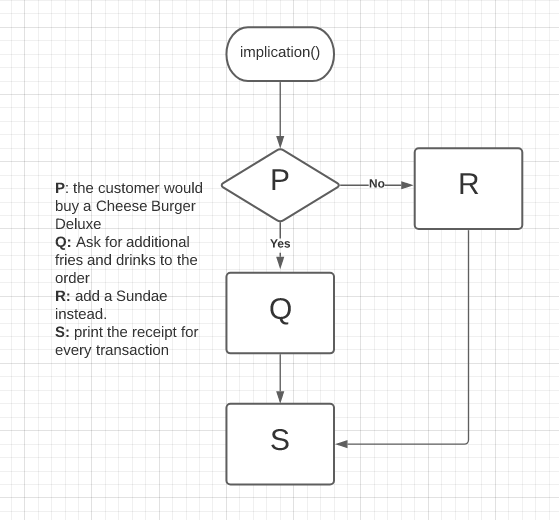 implication()
P
No
R
P: the customer would
buy a Cheese Burger
Deluxe
Q: Ask for additional
fries and drinks to the
order
R: add a Sundae
instead.
S: print the receipt for
every transaction
Yes
Q
S